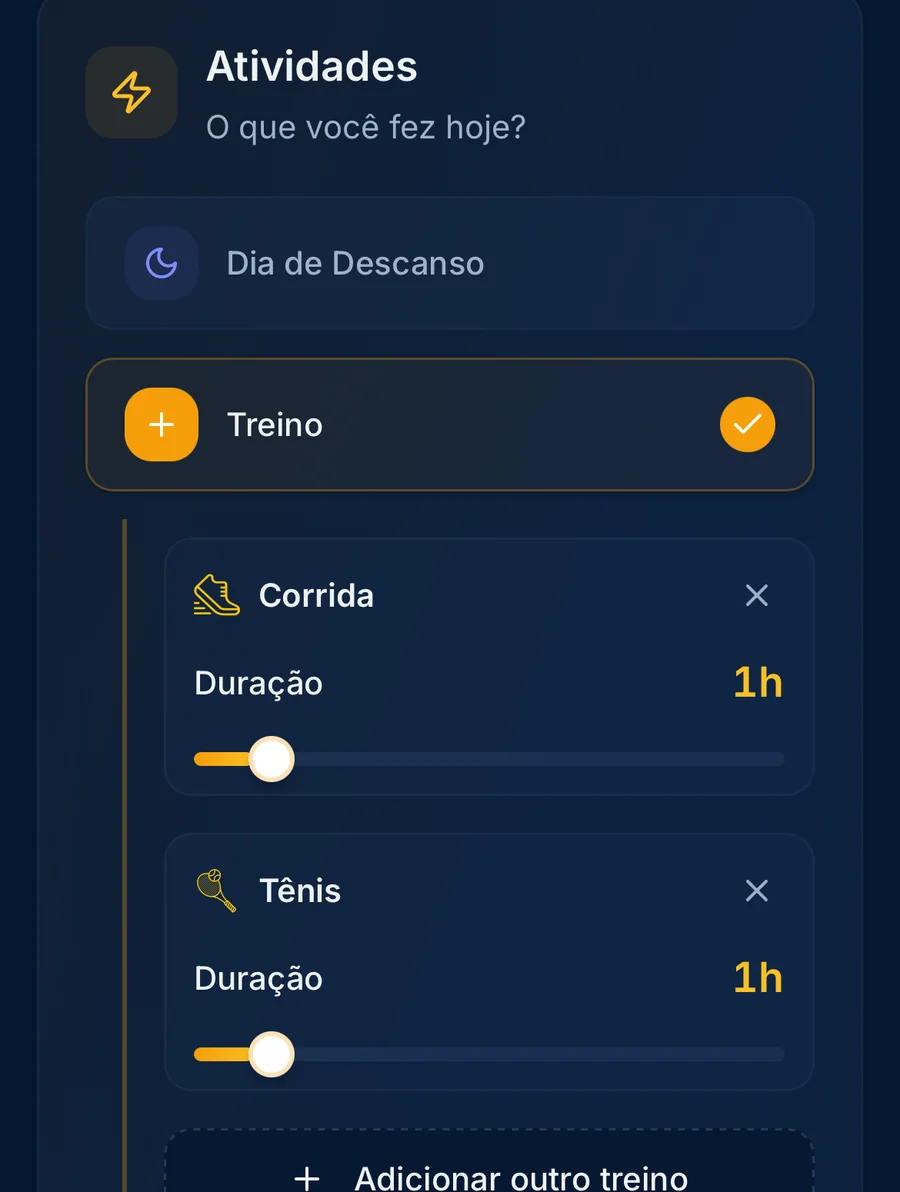 Atividades
O que você fez hoje?
Dia de Descanso
Treino
Corrida
Duração
1h
Tênis
Duração
1h
Adicionar outro treino